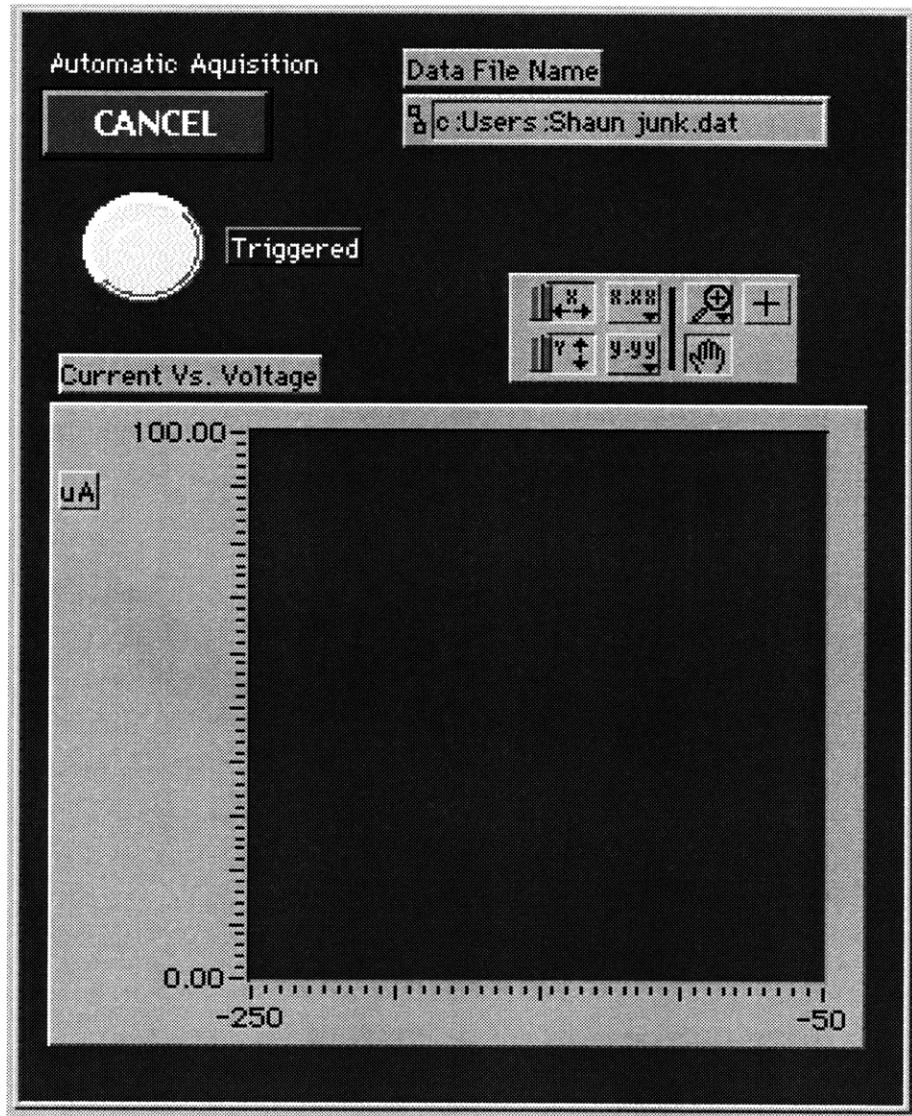 Automatic Aquisition
CANCEL
Data File Name
c:Users:Shaun junk.dat
Triggered
X X.XX
Y Y.YY
Current Vs. Voltage
100.00
uA
0.00
-250
-50